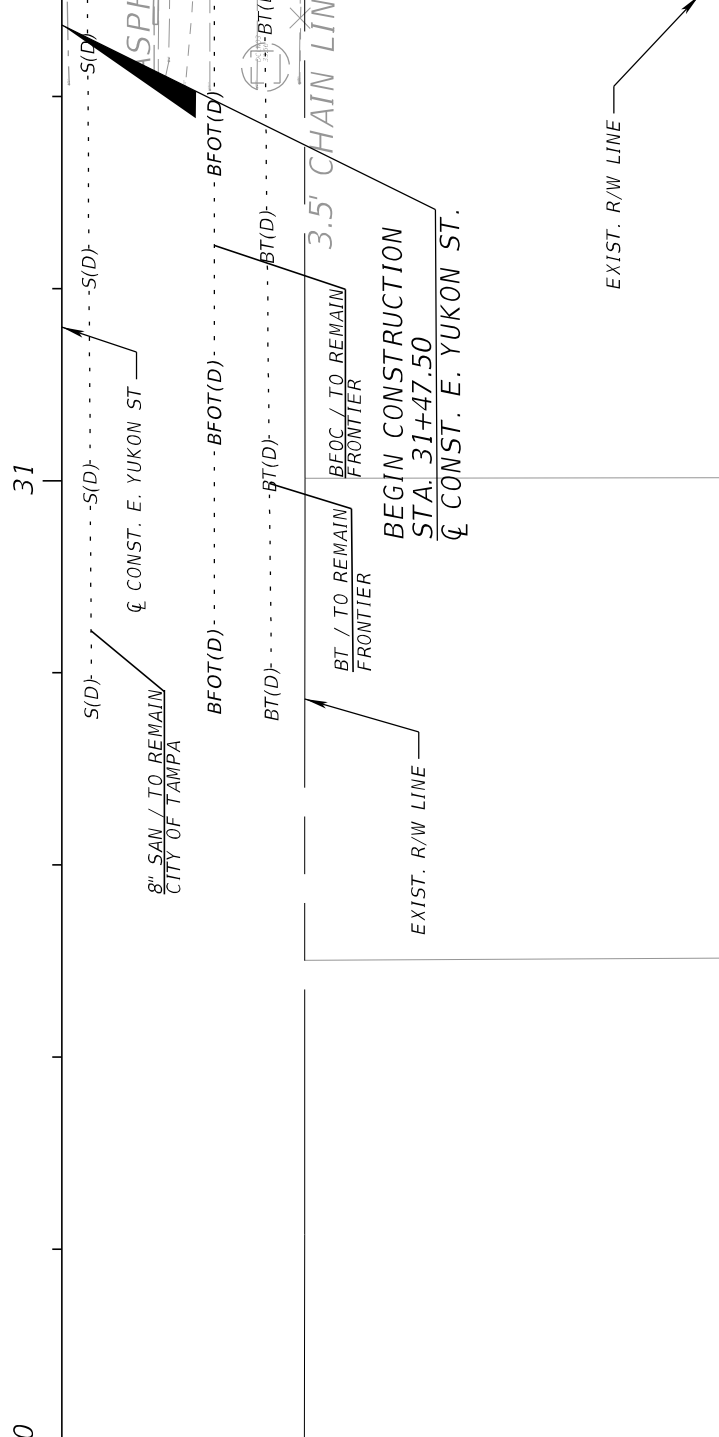 31
0
S(D)
S(D)
S(D)
S(D)
BFOT(D)
BFOT(D)
BFOT(D)
BT(D)
BT(D)
BT(D)
3.5' CHAIN LIN
ASPH
℄ CONST. E. YUKON ST
8" SAN / TO REMAIN
CITY OF TAMPA
BFOC / TO REMAIN
FRONTIER
BT / TO REMAIN
FRONTIER
BEGIN CONSTRUCTION
STA. 31+47.50
℄ CONST. E. YUKON ST.
EXIST. R/W LINE
EXIST. R/W LINE